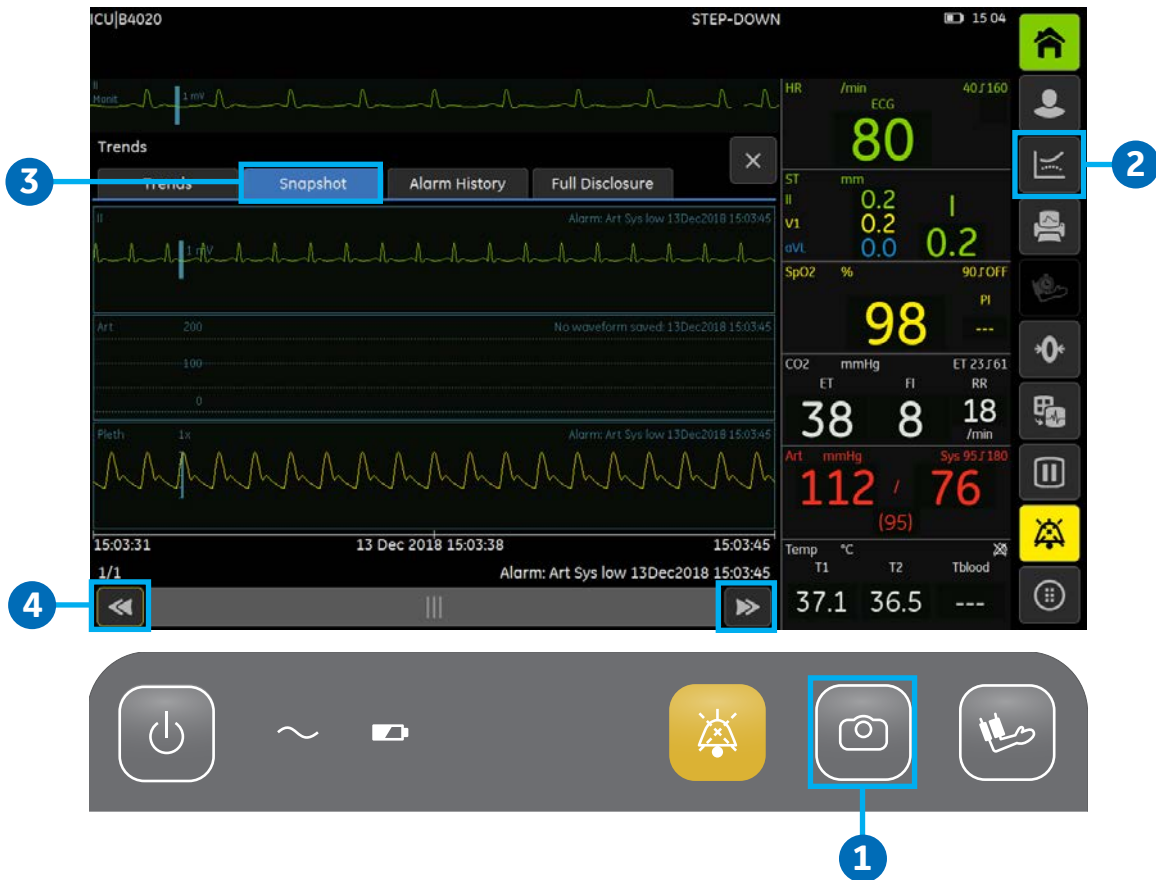 ICU|B4020 STEP-DOWN 15 04
II
Monit 1 mV
HR /min 40 160
ECG
80
Trends
Trends Snapshot Alarm History Full Disclosure
3
2
ST mm
II 0.2 I
V1 0.2 0.2
aVL 0.0
II Alarm: Art Sys low 13Dec2018 15:03:45
1 mV
SpO2 % 90 OFF
PI
98 ---
Art 200 No waveform saved: 13Dec2018 15:03:45
100
0
CO2 mmHg ET 23 61
ET FI RR
38 8 18
/min
Pleth 1x Alarm: Art Sys low 13Dec2018 15:03:45
Art mmHg Sys 95 180
112 / 76
(95)
15:03:31 13 Dec 2018 15:03:38 15:03:45
1/1 Alarm: Art Sys low 13Dec2018 15:03:45
4
Temp °C
T1 T2 Tblood
37.1 36.5 ---
0
1